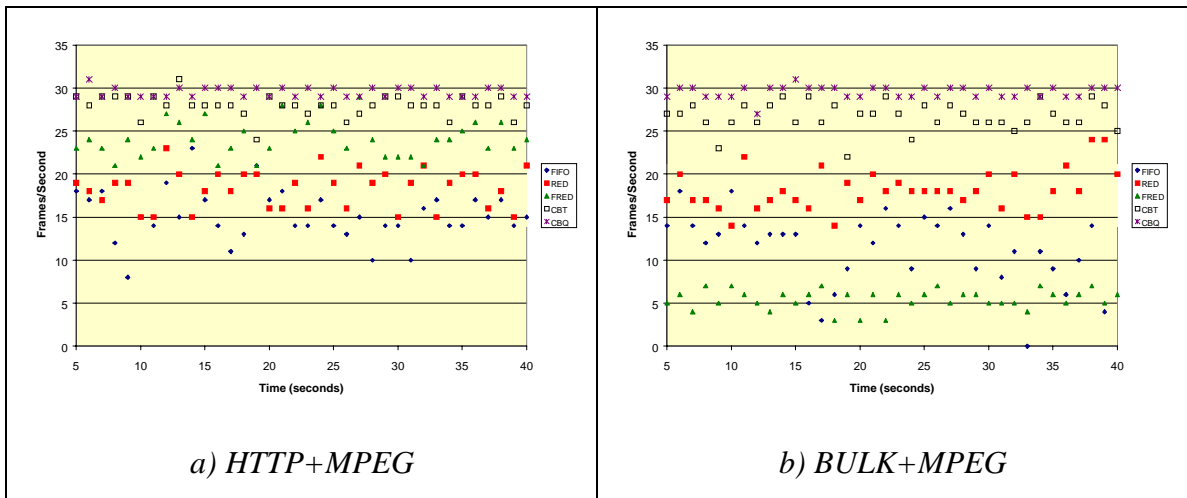 35
30
25
20
15
10
5
0
Frames/Second
5 10 15 20 25 30 35 40
Time (seconds)
FIFO
RED
FRED
CBT
CBQ
a) HTTP+MPEG
35
30
25
20
15
10
5
0
Frames/Second
5 10 15 20 25 30 35 40
Time (seconds)
FIFO
RED
FRED
CBT
CBQ
b) BULK+MPEG